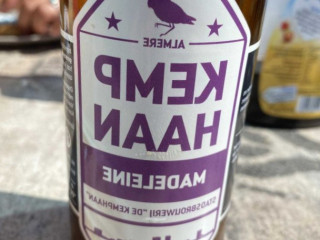 ALMERE
KEMP
HAAN
MADELEINE
STADSBROUWERIJ "DE KEMPHAAN"